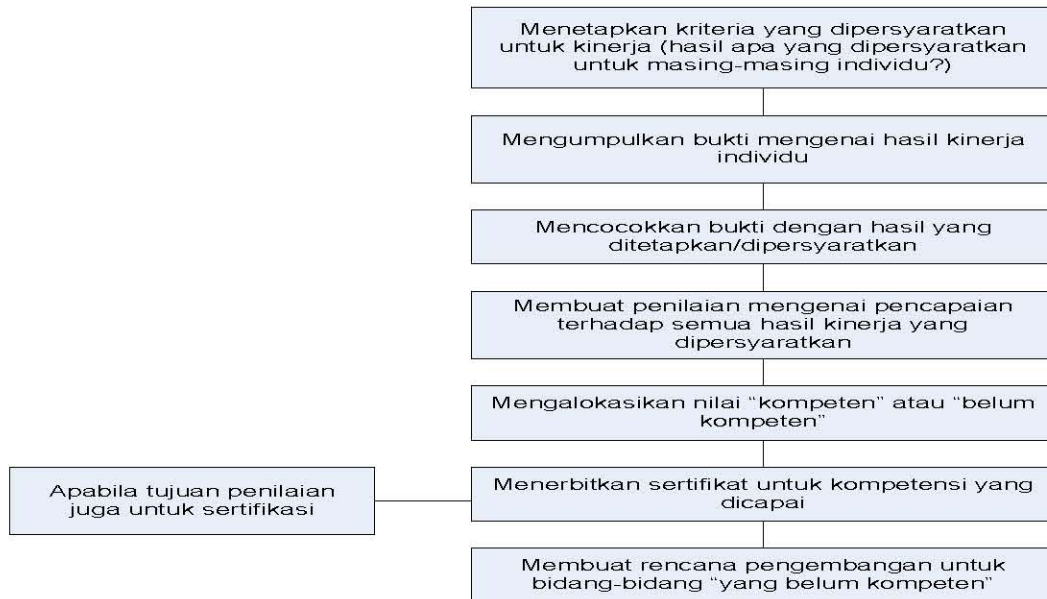 Menetapkan kriteria yang dipersyaratkan
untuk kinerja (hasil apa yang dipersyaratkan
untuk masing-masing individu?)
Mengumpulkan bukti mengenai hasil kinerja
individu
Mencocokkan bukti dengan hasil yang
ditetapkan/dipersyaratkan
Membuat penilaian mengenai pencapaian
terhadap semua hasil kinerja yang
dipersyaratkan
Mengalokasikan nilai “kompeten” atau “belum
kompeten”
Apabila tujuan penilaian
juga untuk sertifikasi
Menerbitkan sertifikat untuk kompetensi yang
dicapai
Membuat rencana pengembangan untuk
bidang-bidang “yang belum kompeten”